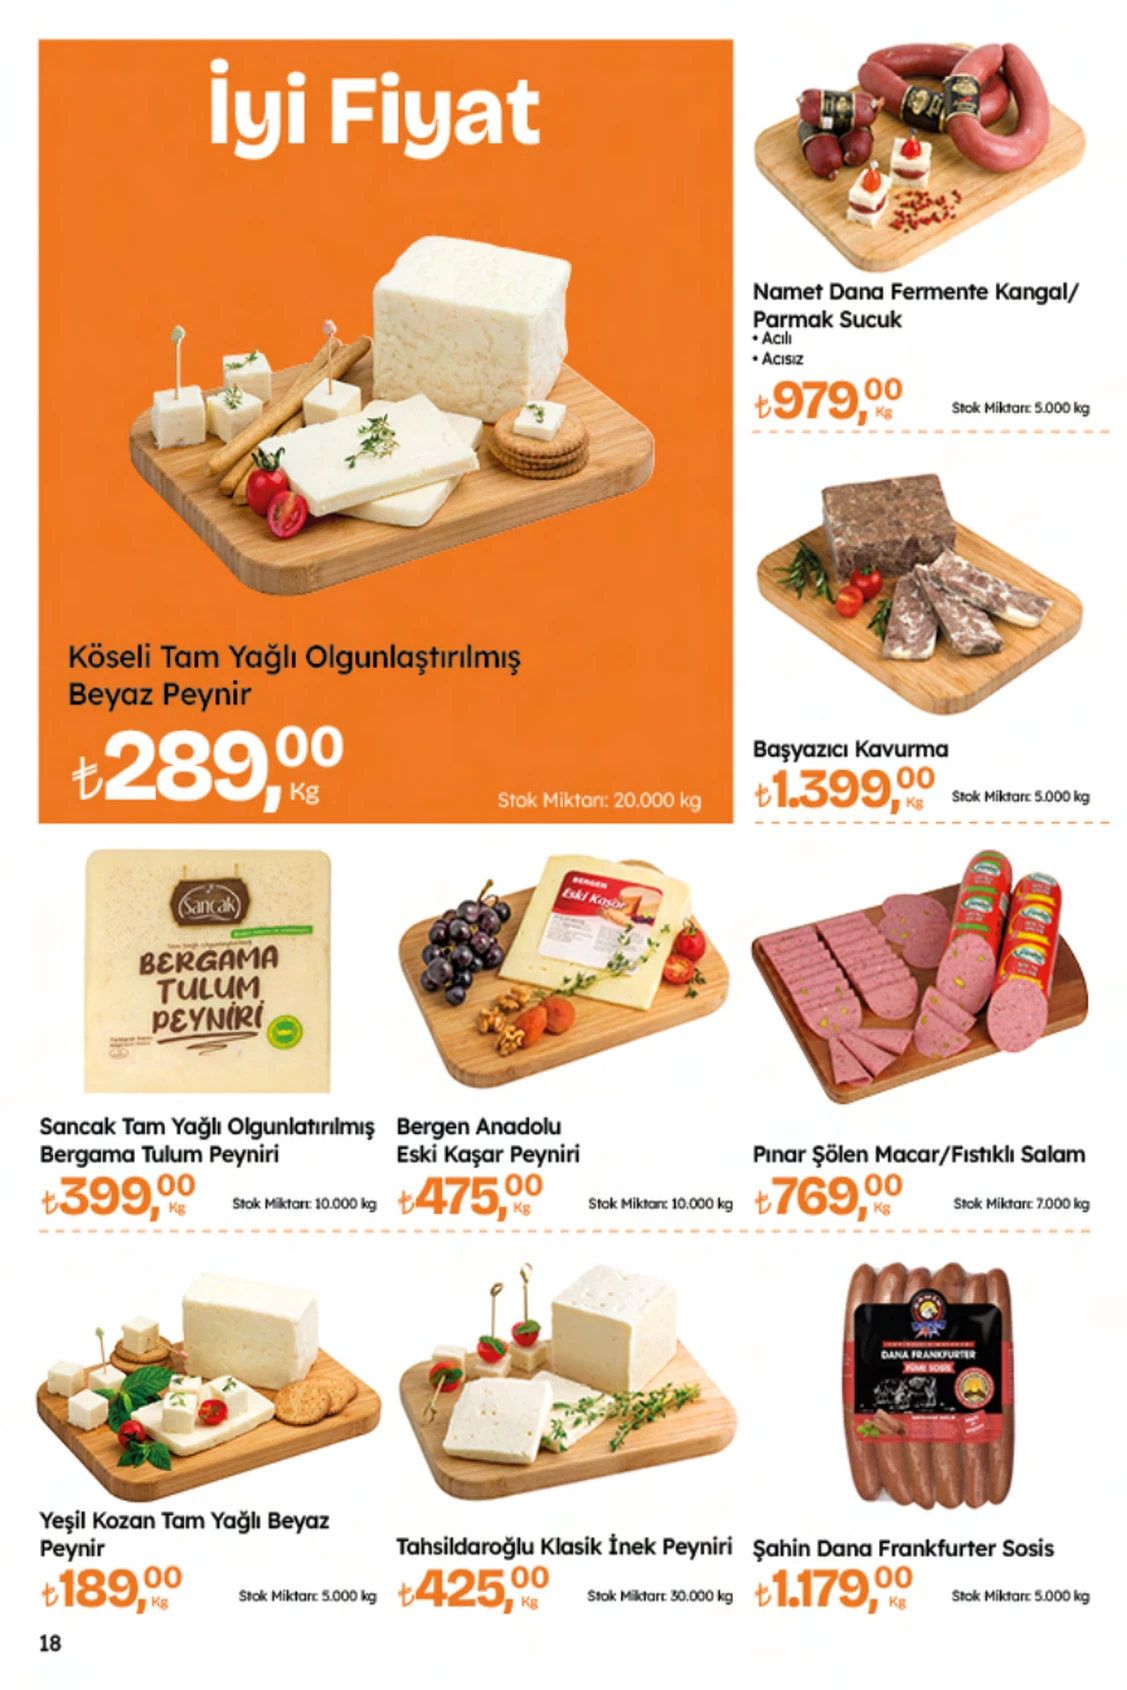 İyi Fiyat
Köseli Tam Yağlı Olgunlaştırılmış
Beyaz Peynir
₺289,00
Kg
Stok Miktarı: 20.000 kg
Namet Dana Fermente Kangal/
Parmak Sucuk
• Acılı
• Acısız
₺979,00
Kg
Stok Miktarı: 5.000 kg
Başyazıcı Kavurma
₺1.399,00
Kg
Stok Miktarı: 5.000 kg
Sancak
BERGAMA
TULUM
PEYNİRİ
Sancak Tam Yağlı Olgunlatırılmış
Bergama Tulum Peyniri
₺399,00
Kg
Stok Miktarı: 10.000 kg
BERGEN
Eski Kaşar
Bergen Anadolu
Eski Kaşar Peyniri
₺475,00
Kg
Stok Miktarı: 10.000 kg
Pınar Şölen Macar/Fıstıklı Salam
₺769,00
Kg
Stok Miktarı: 7.000 kg
Yeşil Kozan Tam Yağlı Beyaz
Peynir
₺189,00
Kg
Stok Miktarı: 5.000 kg
Tahsildaroğlu Klasik İnek Peyniri
₺425,00
Kg
Stok Miktarı: 30.000 kg
DANA FRANKFURTER
FÜME SOSİS
Şahin Dana Frankfurter Sosis
₺1.179,00
Kg
Stok Miktarı: 5.000 kg
18